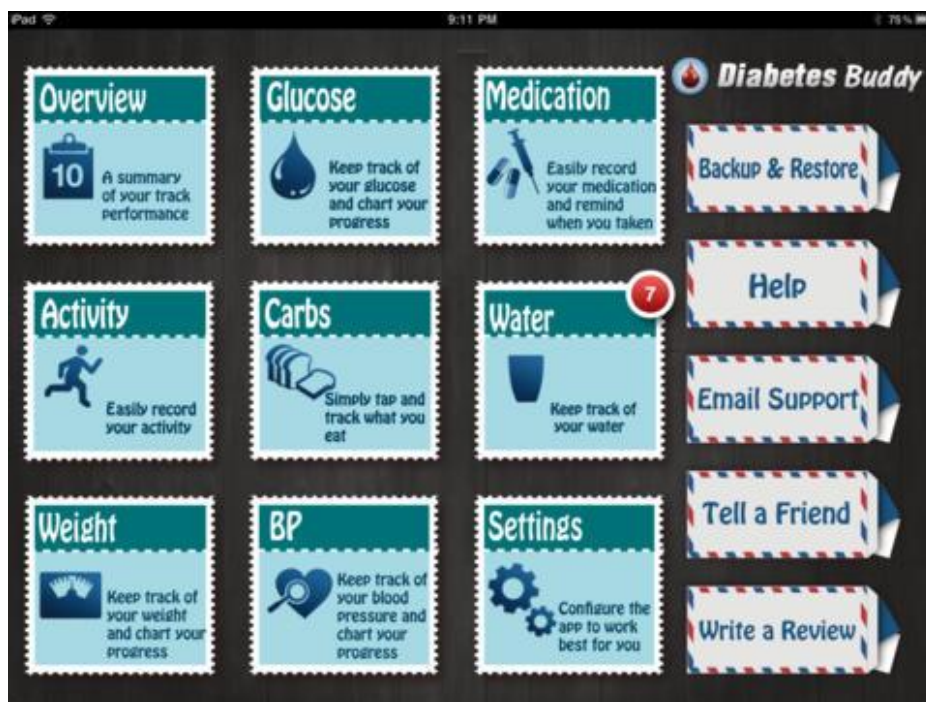 iPad
9:11 PM
75%
Overview
10
A summary
of your track
performance
Glucose
Keep track of
your glucose
and chart your
progress
Medication
Easily record
your medication
and remind
when you taken
Diabetes Buddy
Backup & Restore
Help
Email Support
Tell a Friend
Write a Review
Activity
Easily record
your activity
Carbs
Simply tap and
track what you
eat
Water
7
Keep track of
your water
Weight
Keep track of
your weight
and chart your
progress
BP
Keep track of
your blood
pressure and
chart your
progress
Settings
Configure the
app to work
best for you